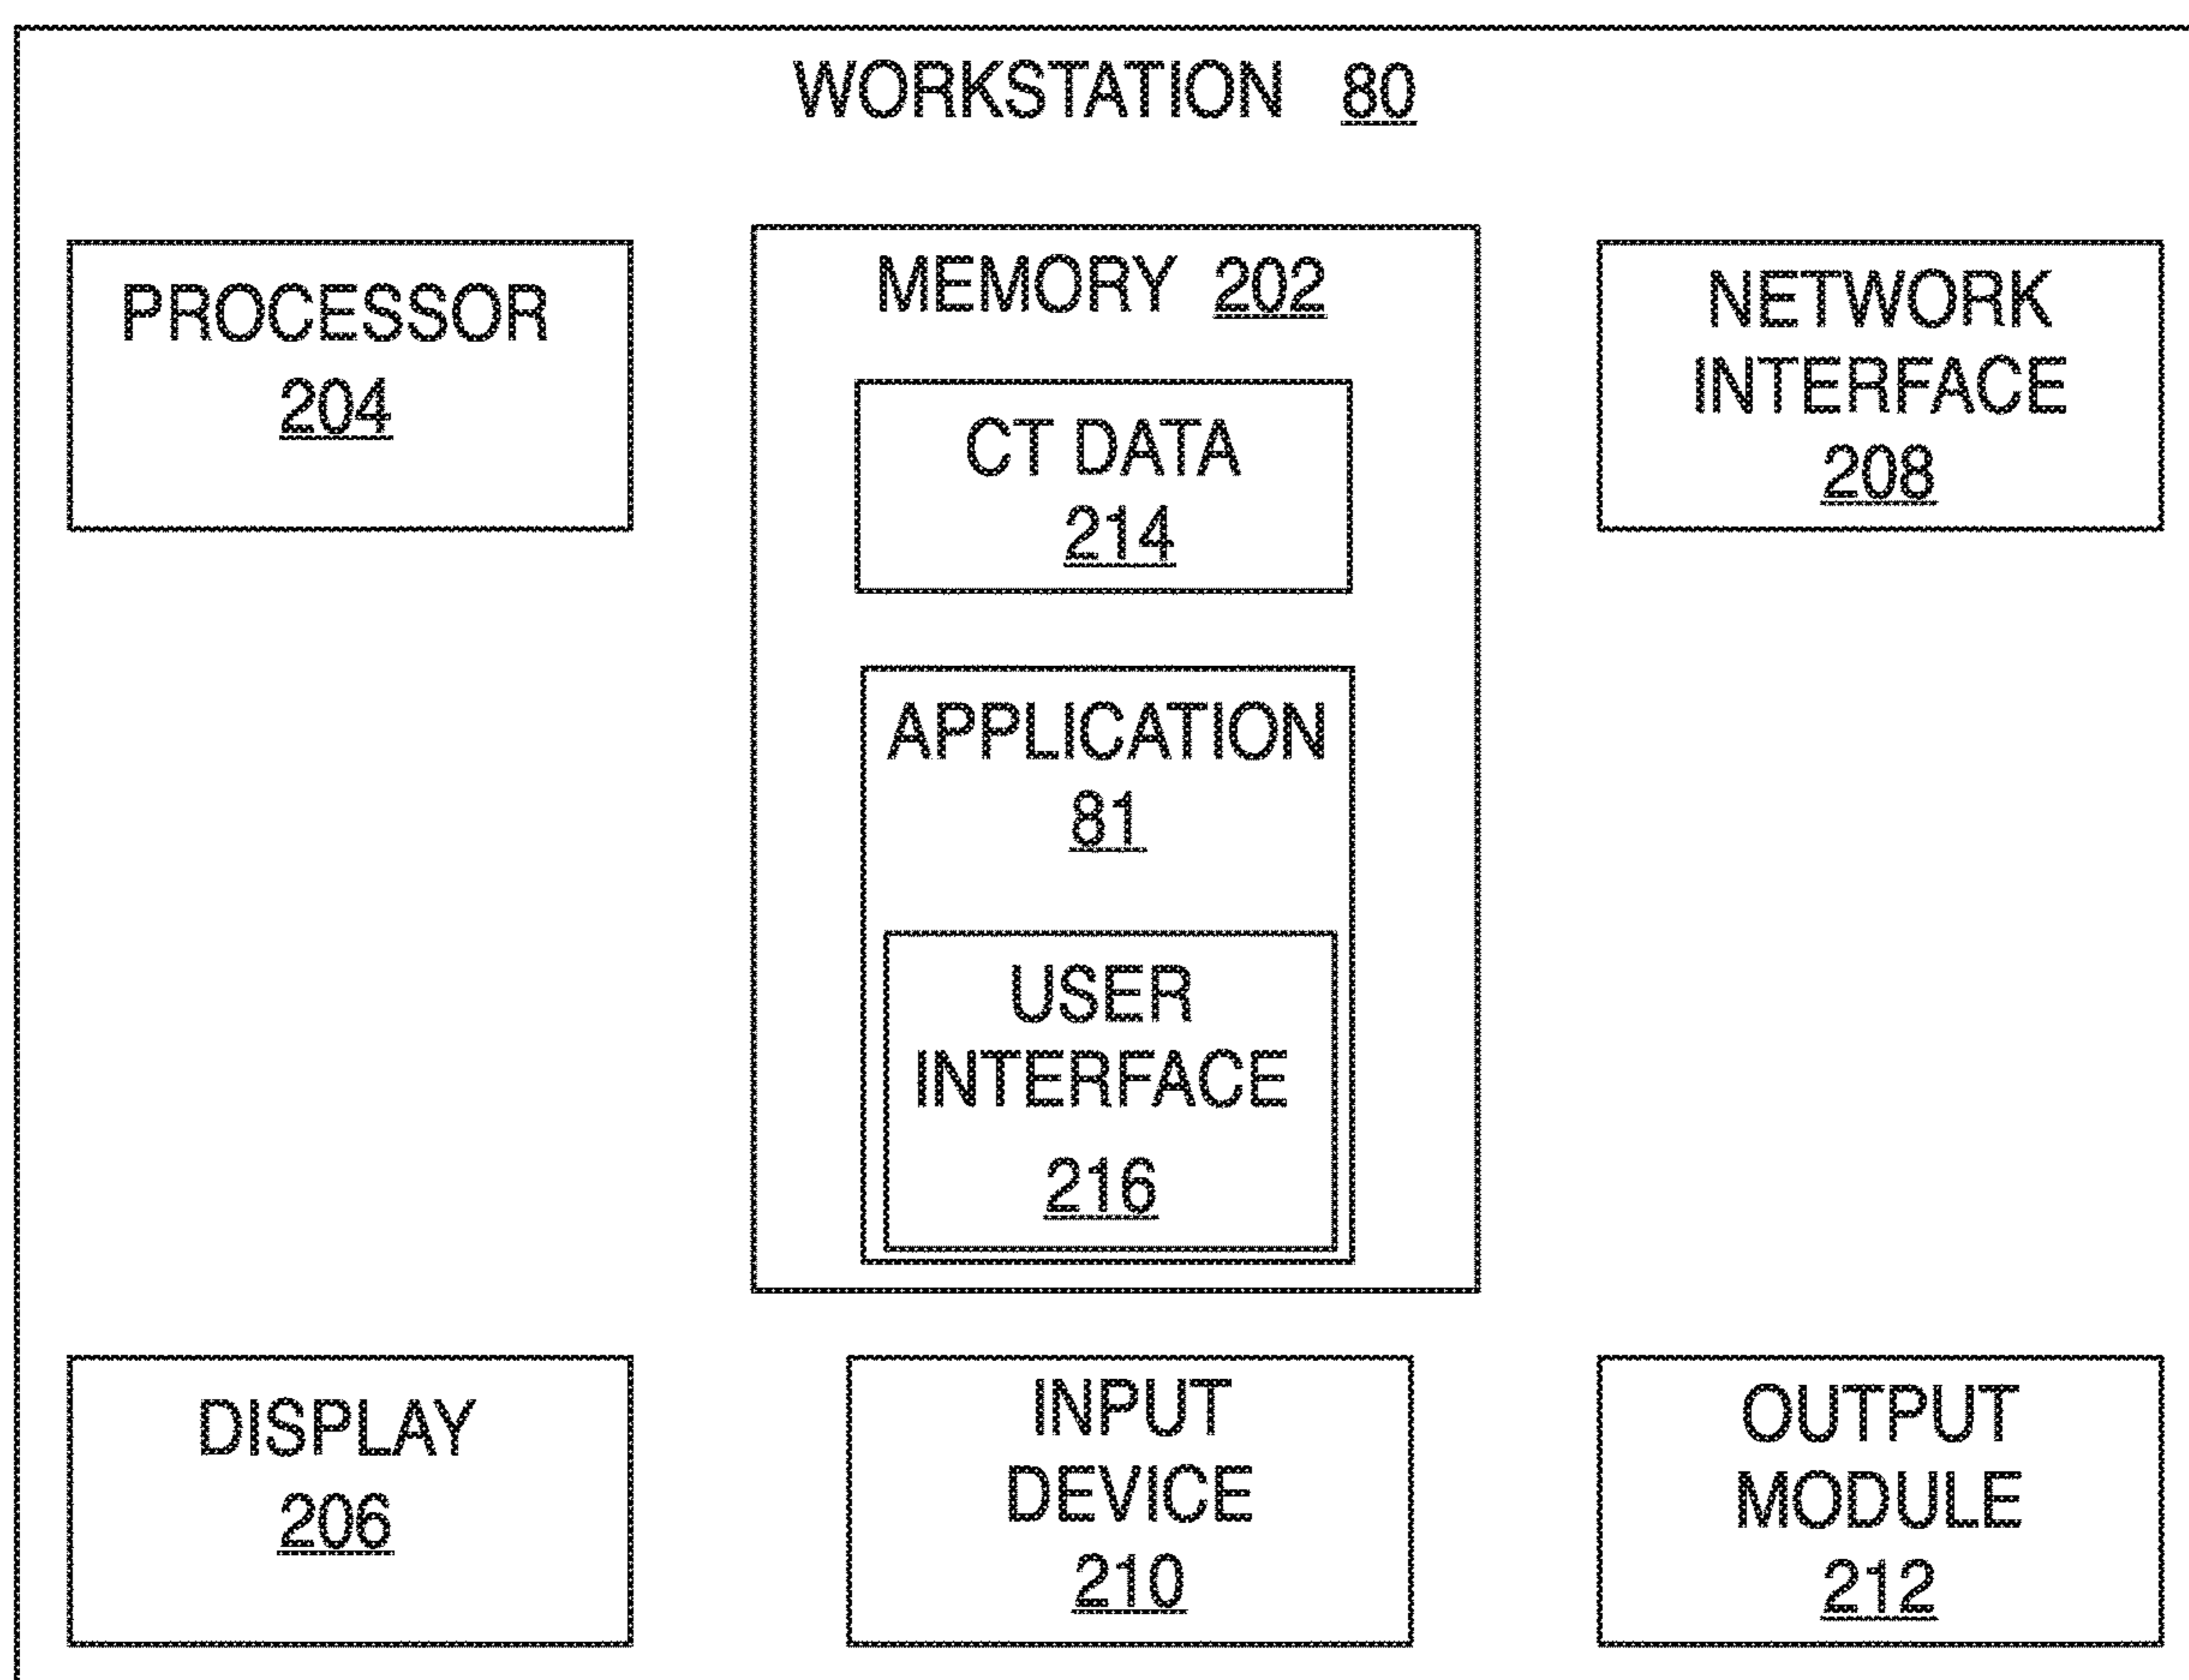 WORKSTATION 80
PROCESSOR
204
MEMORY 202
CT DATA
214
APPLICATION
81
USER
INTERFACE
216
NETWORK
INTERFACE
208
DISPLAY
206
INPUT
DEVICE
210
OUTPUT
MODULE
212